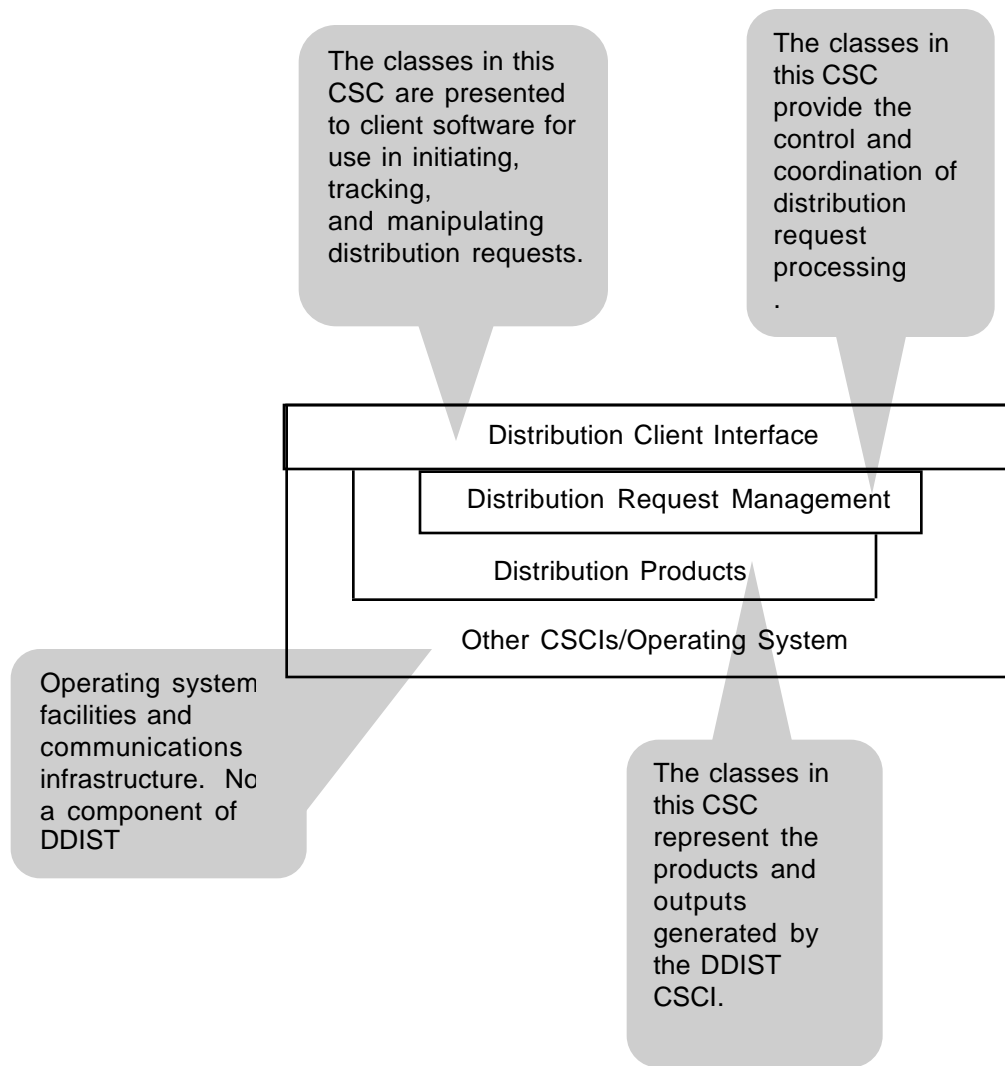 The classes in this
CSC are presented
to client software for
use in initiating,
tracking,
and manipulating
distribution requests.
The classes in
this CSC
provide the
control and
coordination of
distribution
request
processing
.
Distribution Client Interface
Distribution Request Management
Distribution Products
Other CSCIs/Operating System
Operating system
facilities and
communications
infrastructure. No
a component of
DDIST
The classes in
this CSC
represent the
products and
outputs
generated by
the DDIST
CSCI.